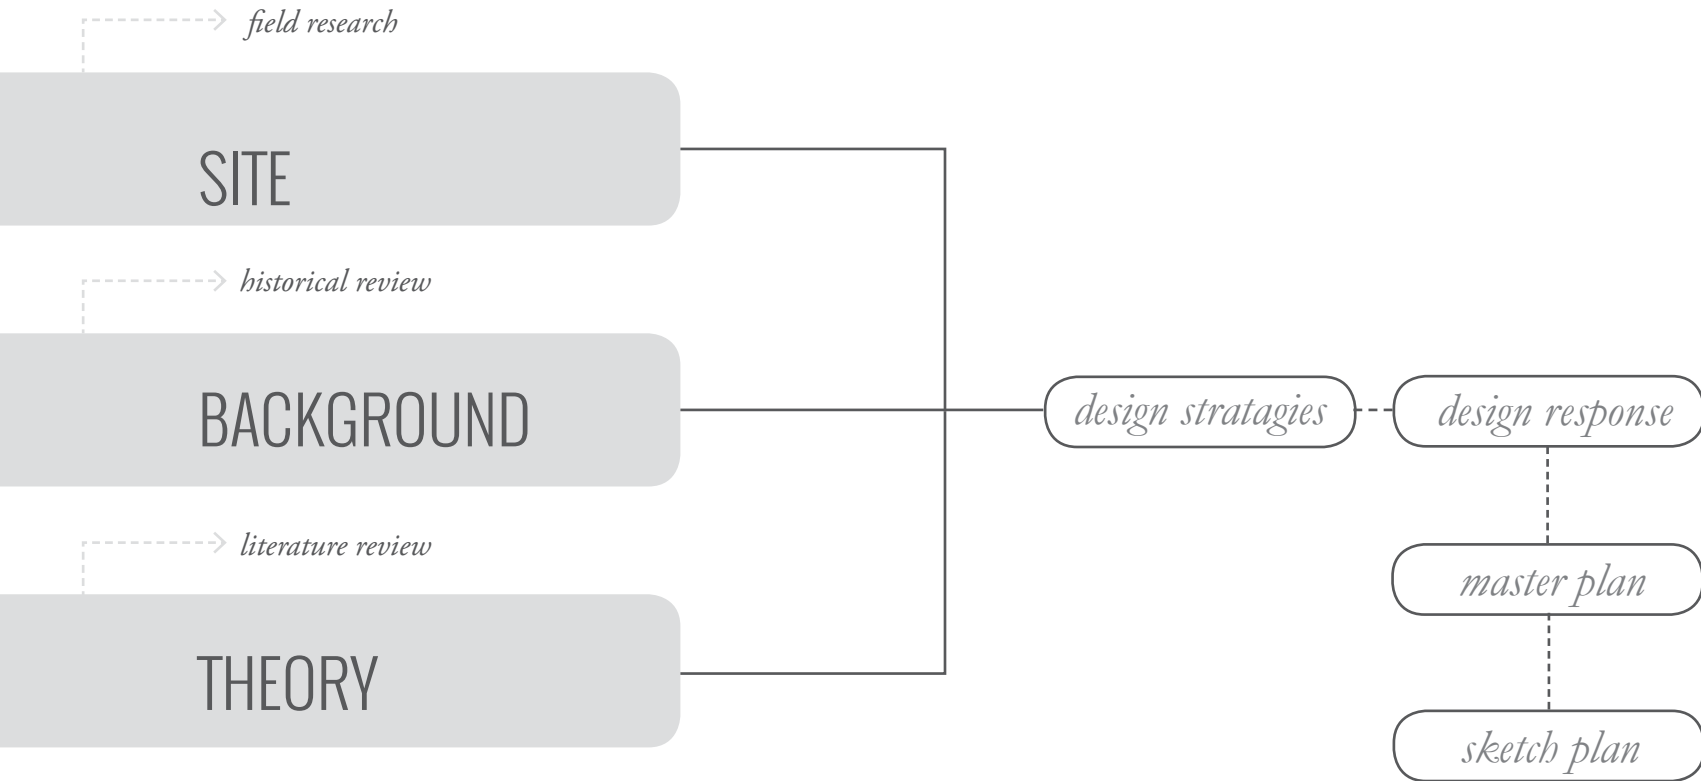 field research
SITE
historical review
BACKGROUND
design stratagies
design response
literature review
master plan
THEORY
sketch plan